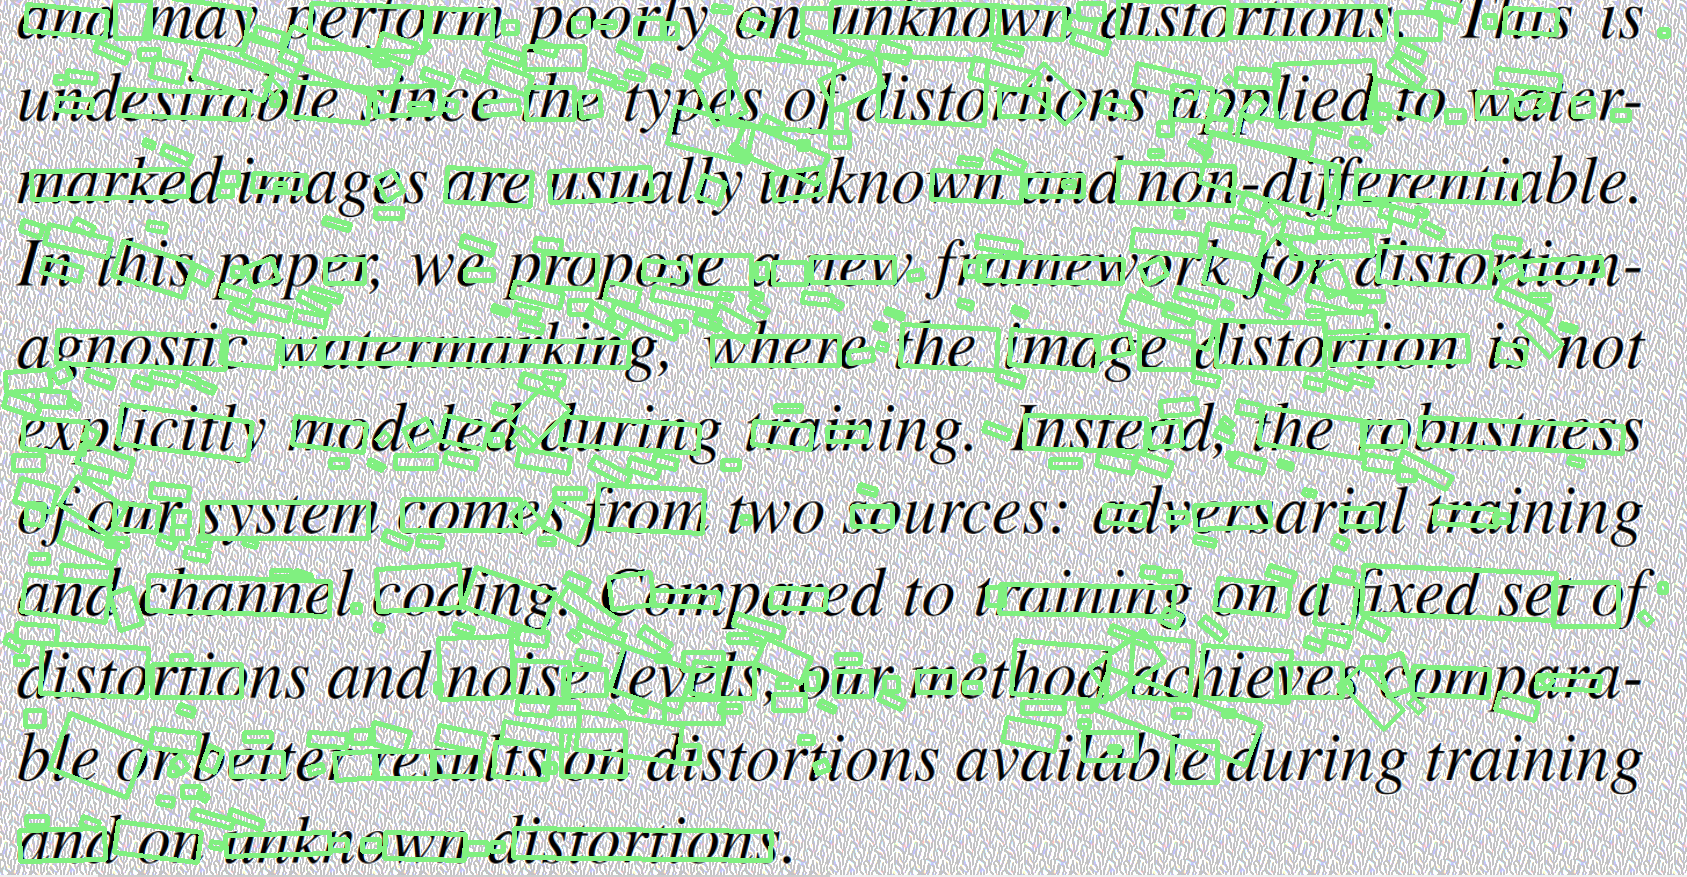 and may perform poorly on unknown distortions. This is
undesirable since the types of distortions applied to water-
marked images are usually unknown and non-differentiable.
In this paper, we propose a new framework for distortion-
agnostic watermarking, where the image distortion is not
explicitly modeled during training. Instead, the robustness
of our system comes from two sources: adversarial training
and channel coding. Compared to training on a fixed set of
distortions and noise levels, our method achieves compara-
ble or better results on distortions available during training
and on unknown distortions.